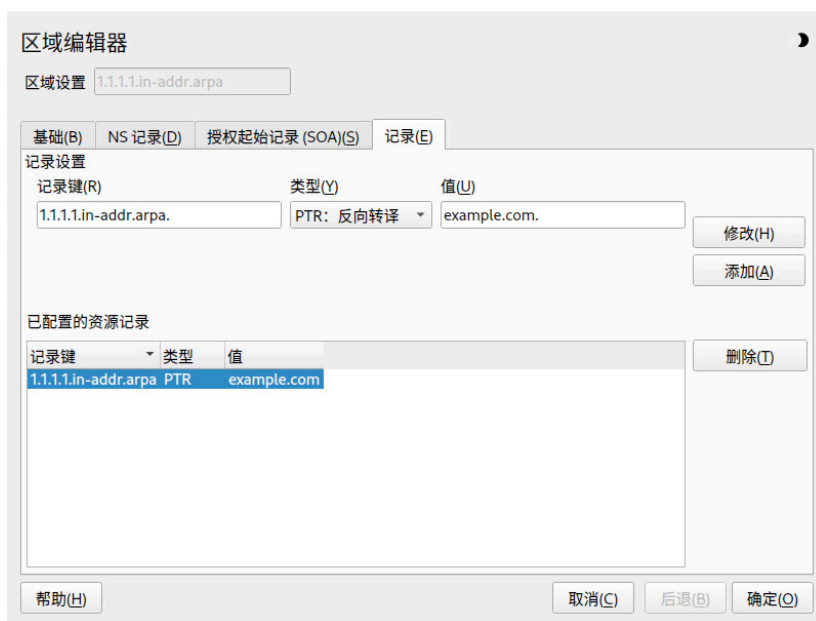 区域编辑器
区域设置 1.1.1.1.in-addr.arpa
基础(B) NS 记录(D) 授权起始记录 (SOA)(S) 记录(E)
记录设置
记录键(R) 类型(Y) 值(U)
1.1.1.1.in-addr.arpa. PTR：反向转译 example.com.
修改(H)
添加(A)
已配置的资源记录
记录键 类型 值
删除(T)
1.1.1.1.in-addr.arpa PTR example.com
帮助(H) 取消(C) 后退(B) 确定(O)